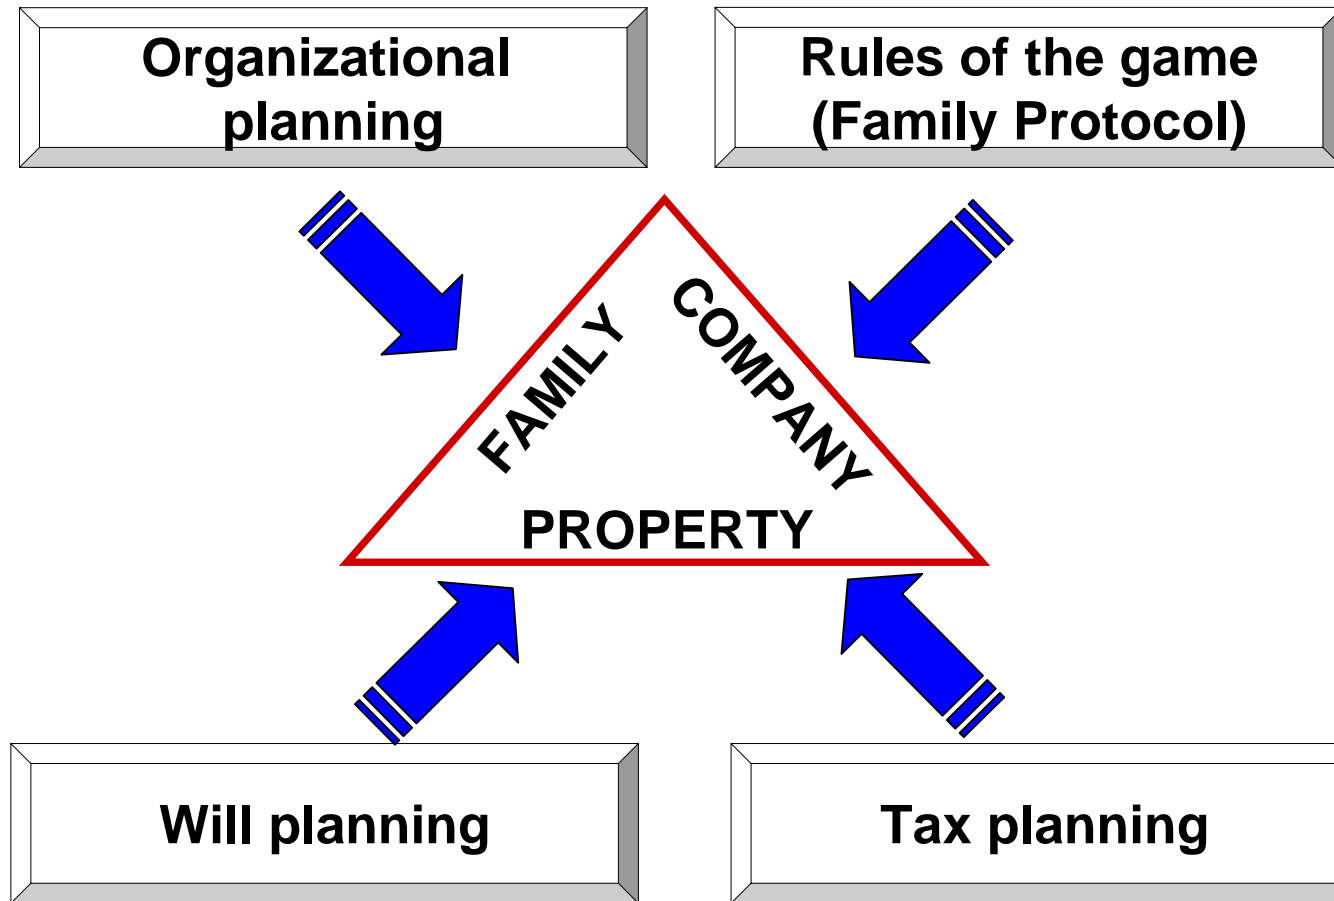 Organizational
planning
Rules of the game
(Family Protocol)
FAMILY
COMPANY
PROPERTY
Will planning
Tax planning